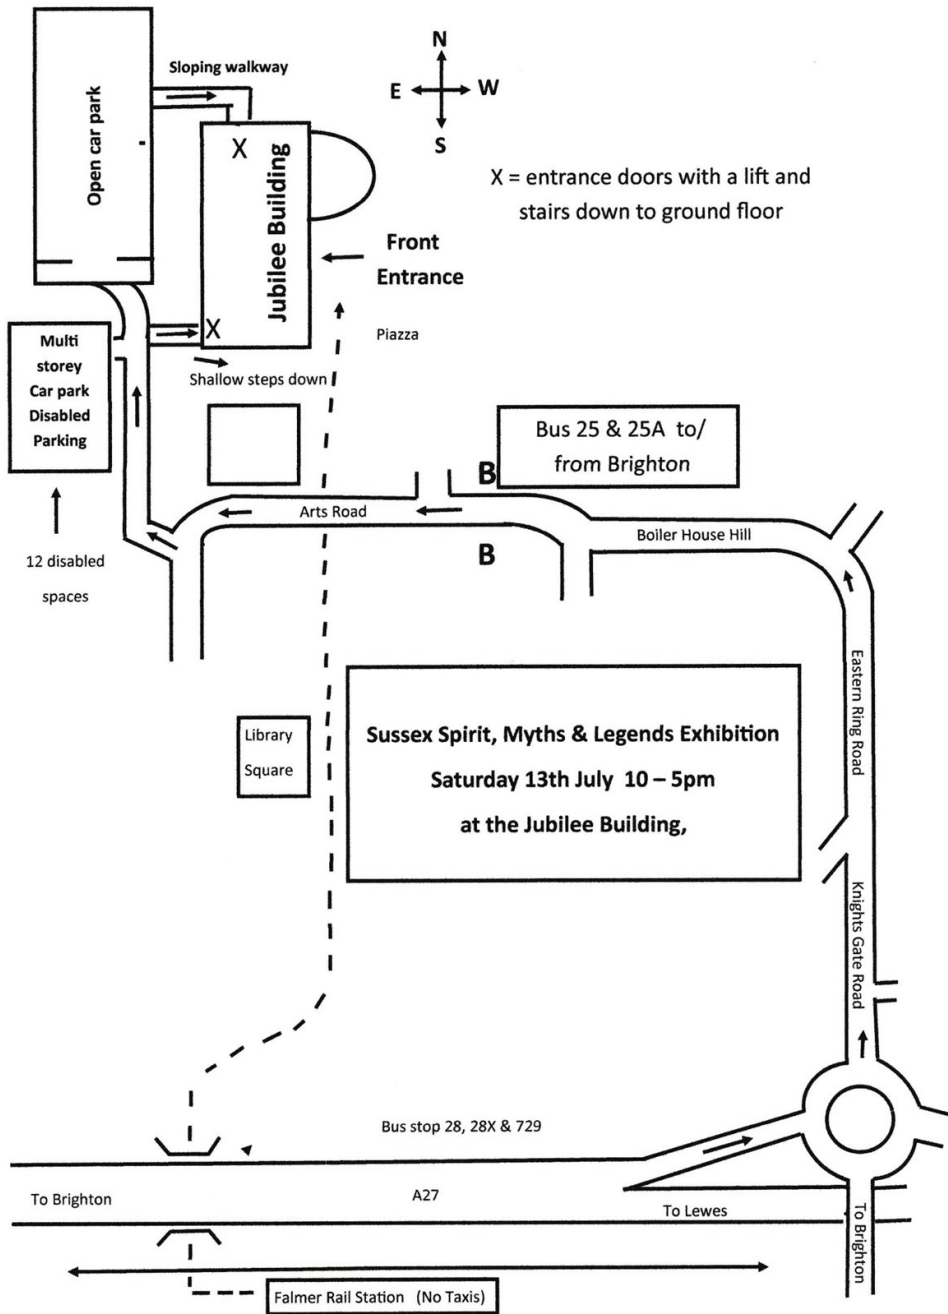 N
Sloping walkway
E
W
S
Open car park
X
Jubilee Building
X = entrance doors with a lift and
stairs down to ground floor
Front
Entrance
X
Piazza
Multi
storey
Car park
Disabled
Parking
Shallow steps down
Bus 25 & 25A to/
from Brighton
B
Arts Road
Boiler House Hill
B
12 disabled
spaces
Eastern Ring Road
Library
Square
Sussex Spirit, Myths & Legends Exhibition
Saturday 13th July 10 – 5pm
at the Jubilee Building,
Knights Gate Road
Bus stop 28, 28X & 729
To Brighton
A27
To Lewes
To Brighton
Falmer Rail Station (No Taxis)